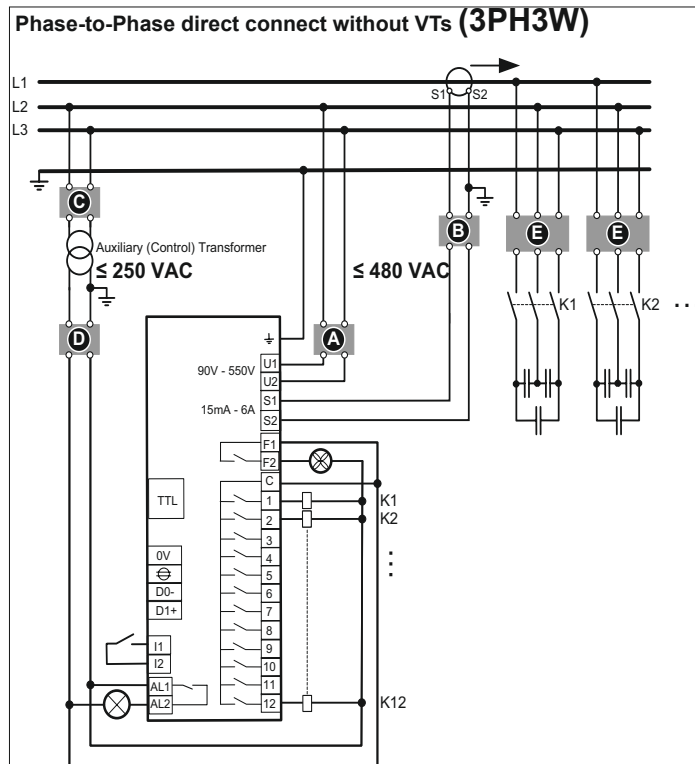 Phase-to-Phase direct connect without VTs (3PH3W)
L1
S1 S2
L2
L3
C
B
E
E
Auxiliary (Control) Transformer
≤ 250 VAC
≤ 480 VAC
K1
K2
..
D
A
90V - 550V
U1
U2
15mA - 6A
S1
S2
F1
F2
C
TTL
1
K1
2
K2
3
0V
4
5
D0-
6
D1+
7
8
I1
9
I2
10
AL1
11
AL2
12
K12